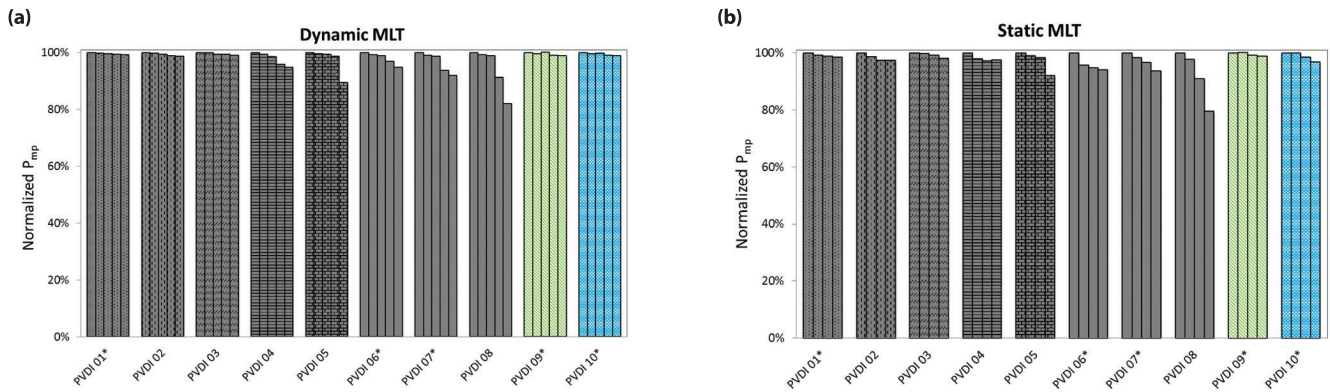 (a)
Dynamic MLT
Normalized Pmp
100%
80%
60%
40%
20%
0%
PVDI 01*
PVDI 02
PVDI 03
PVDI 04
PVDI 05
PVDI 06*
PVDI 07*
PVDI 08
PVDI 09*
PVDI 10*
(b)
Static MLT
Normalized Pmp
100%
80%
60%
40%
20%
0%
PVDI 01*
PVDI 02
PVDI 03
PVDI 04
PVDI 05
PVDI 06*
PVDI 07*
PVDI 08
PVDI 09*
PVDI 10*